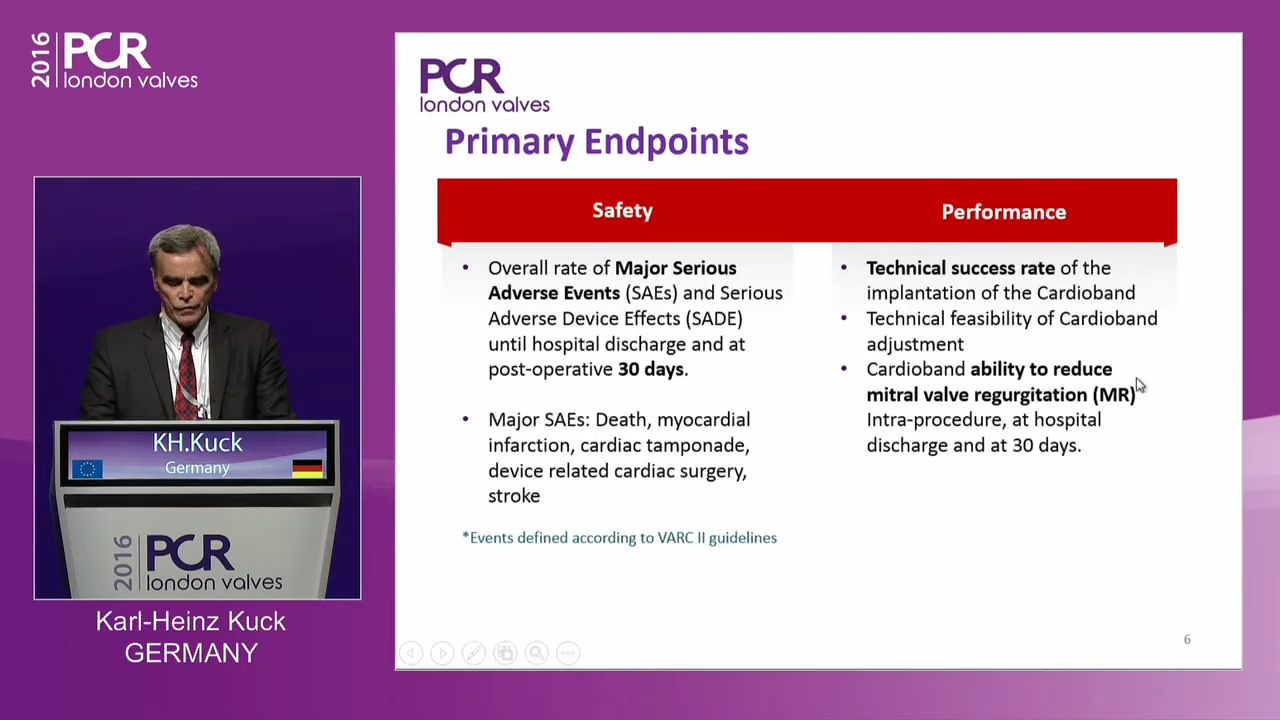 2016 PCR
london valves
PCR
london valves
Primary Endpoints
Safety
• Overall rate of Major Serious
Adverse Events (SAEs) and Serious
Adverse Device Effects (SADE)
until hospital discharge and at
post-operative 30 days.
• Major SAEs: Death, myocardial
infarction, cardiac tamponade,
device related cardiac surgery,
stroke
*Events defined according to VARC II guidelines
Performance
• Technical success rate of the
implantation of the Cardioband
• Technical feasibility of Cardioband
adjustment
• Cardioband ability to reduce
mitral valve regurgitation (MR)
Intra-procedure, at hospital
discharge and at 30 days.
6
KH.Kuck
Germany
2016 PCR
london valves
Karl-Heinz Kuck
GERMANY